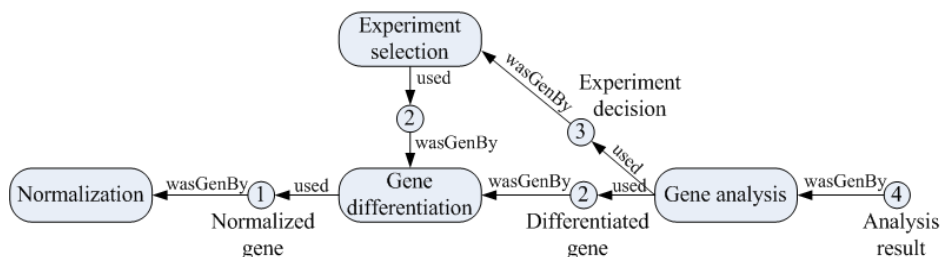 Experiment
selection
used
2
wasGenBy
wasGenBy
Experiment
decision
3
used
Normalization
wasGenBy
1
used
Normalized
gene
Gene
differentiation
wasGenBy
2
used
Differentiated
gene
Gene analysis
wasGenBy
4
Analysis
result